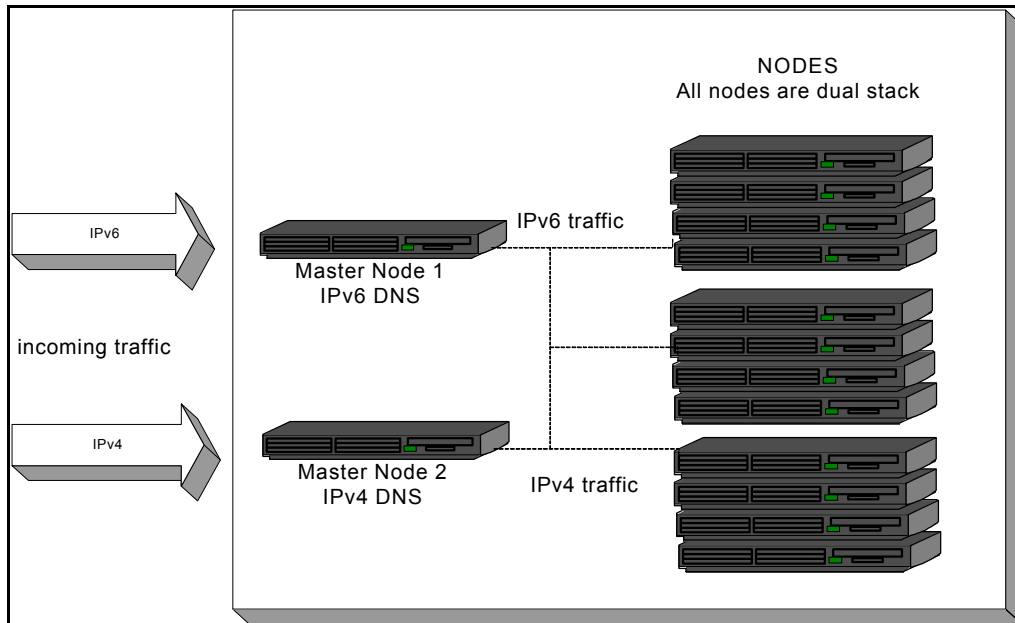 NODES
All nodes are dual stack
IPv6
IPv6 traffic
Master Node 1
IPv6 DNS
incoming traffic
IPv4
Master Node 2
IPv4 DNS
IPv4 traffic